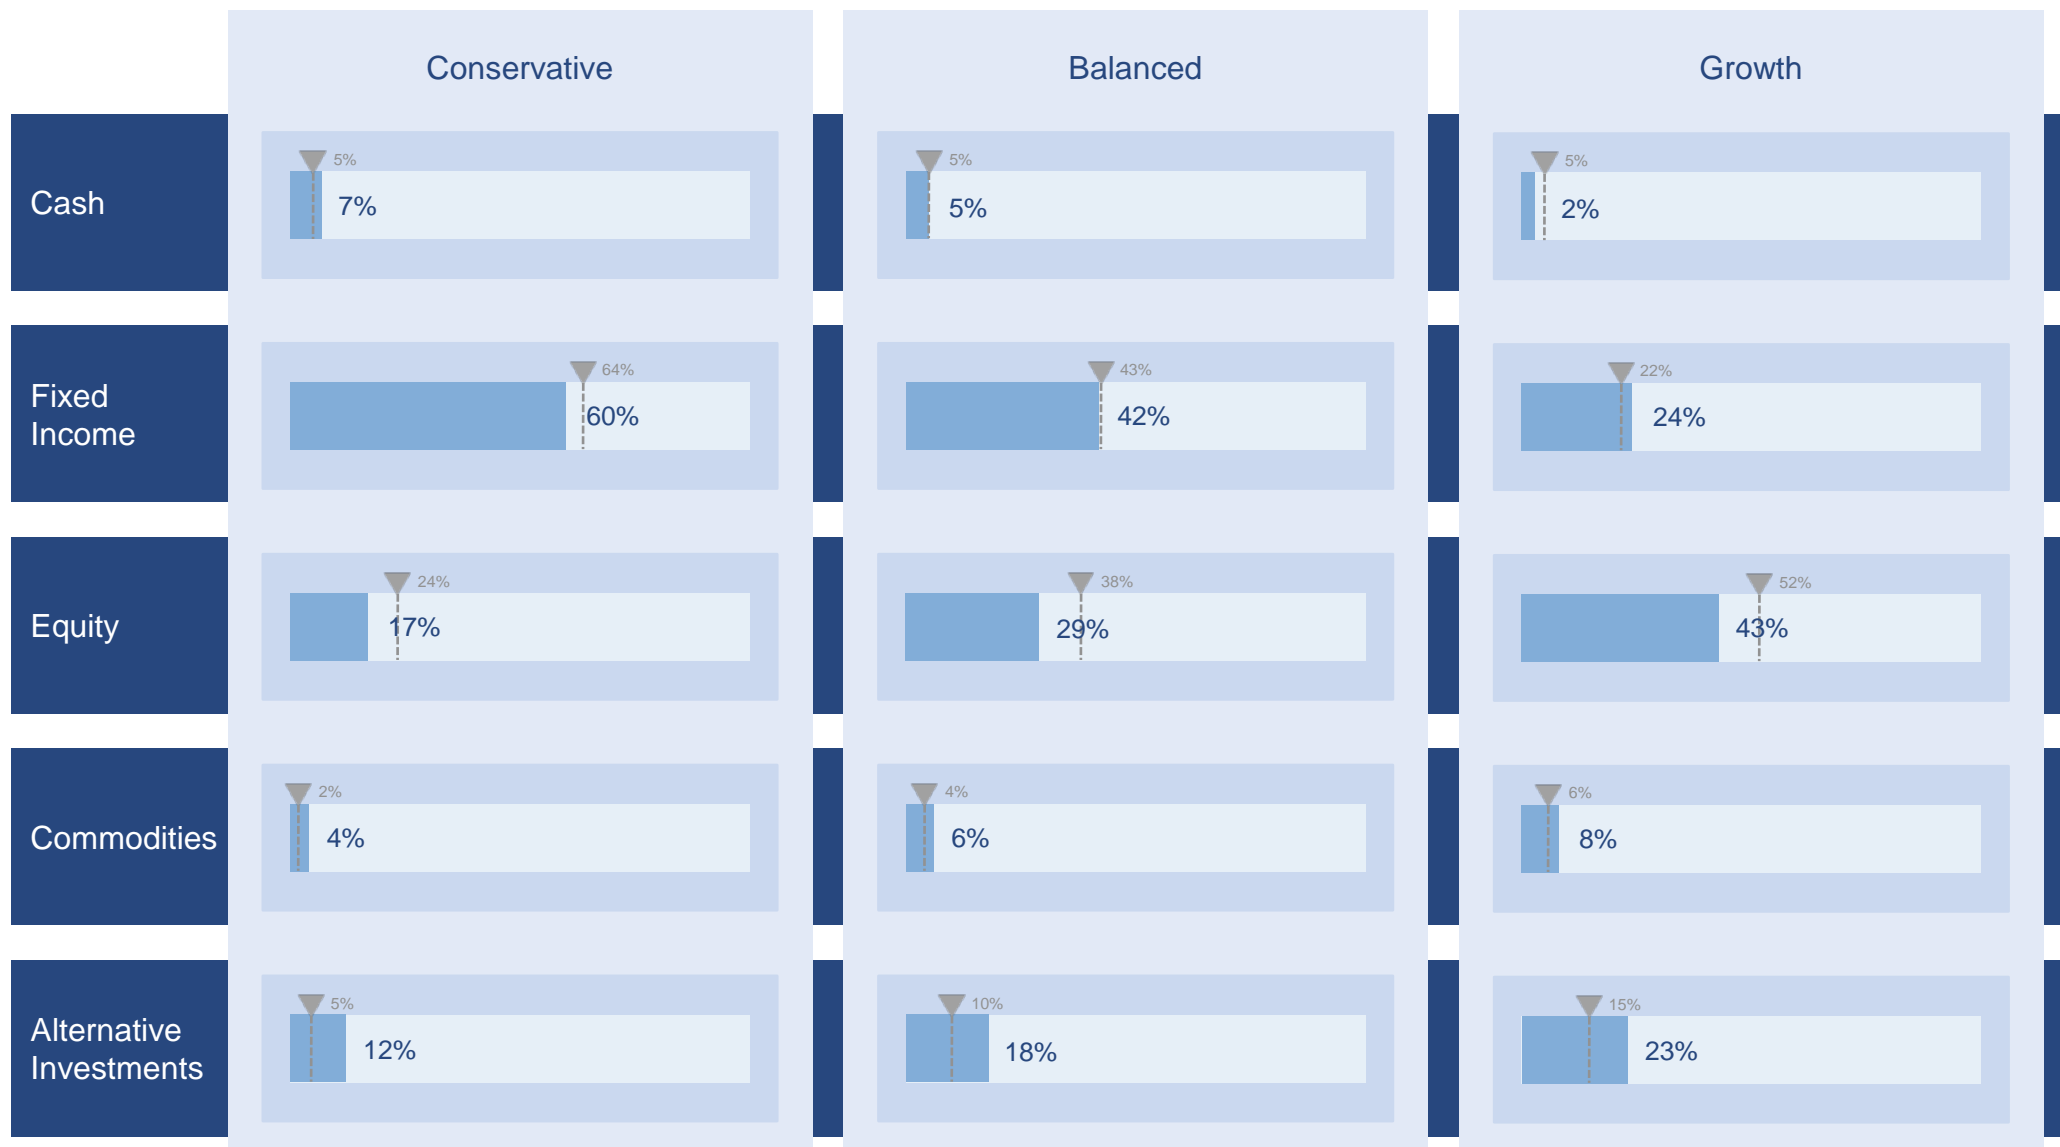 Conservative Balanced Growth
Cash
5% 5% 5%
7% 5% 2%
Fixed
Income
64% 43% 22%
60% 42% 24%
Equity
24% 38% 52%
17% 29% 43%
Commodities
2% 4% 6%
4% 6% 8%
Alternative
Investments
5% 10% 15%
12% 18% 23%